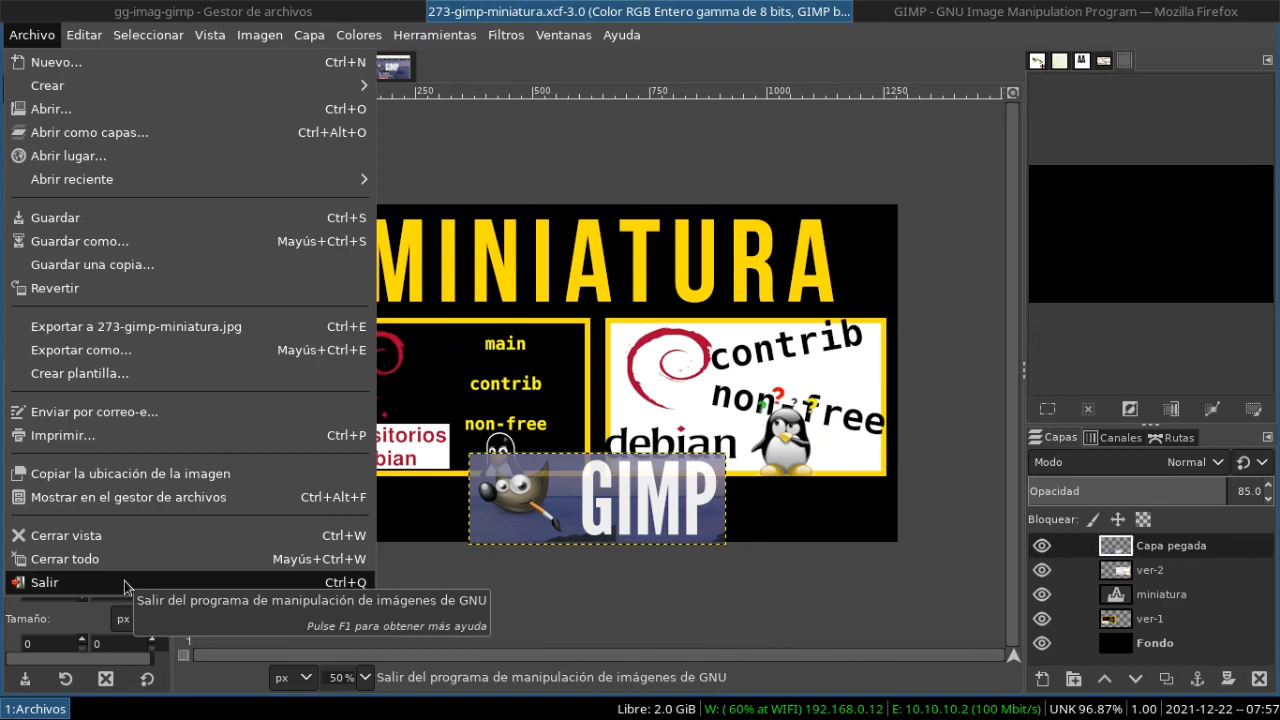 gg-imag-gimp - Gestor de archivos
273-gimp-miniatura.xcf-3.0 (Color RGB Entero gamma de 8 bits, GIMP b...
GIMP - GNU Image Manipulation Program — Mozilla Firefox
Archivo Editar Seleccionar Vista Imagen Capa Colores Herramientas Filtros Ventanas Ayuda
Nuevo... Ctrl+N
Crear
Abrir... Ctrl+O
Abrir como capas... Ctrl+Alt+O
Abrir lugar...
Abrir reciente
Guardar Ctrl+S
Guardar como... Mayús+Ctrl+S
Guardar una copia...
Revertir
Exportar a 273-gimp-miniatura.jpg Ctrl+E
Exportar como... Mayús+Ctrl+E
Crear plantilla...
Enviar por correo-e...
Imprimir... Ctrl+P
Copiar la ubicación de la imagen
Mostrar en el gestor de archivos Ctrl+Alt+F
Cerrar vista Ctrl+W
Cerrar todo Mayús+Ctrl+W
Salir Ctrl+Q
Salir del programa de manipulación de imágenes de GNU
Pulse F1 para obtener más ayuda
Tamaño: px
0 0
GIMP
250 500 750 1000 1250
MINIATURA
main
contrib
non-free
sitorios
bian
contrib
non-free
debian
GIMP
px 50 % Salir del programa de manipulación de imágenes de GNU
AA
Capas Canales Rutas
Modo Normal
Opacidad 85.0
Bloquear:
Capa pegada
ver-2
miniatura
ver-1
Fondo
1:Archivos
Libre: 2.0 GiB W: ( 60% at WIFI) 192.168.0.12 E: 10.10.10.2 (100 Mbit/s) UNK 96.87% 1.00 2021-12-22 -- 07:57